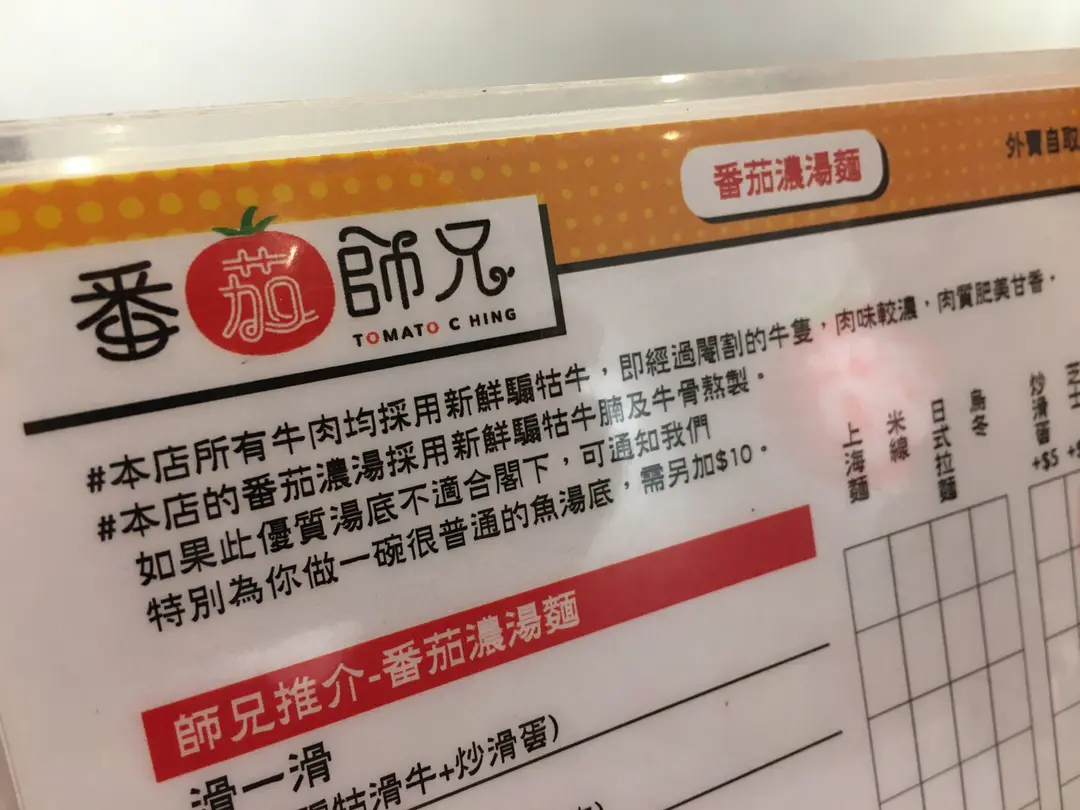 番茄濃湯麵
外賣自取
番茄師兄
TOMATO CHING
#本店所有牛肉均採用新鮮騸牯牛，即經過閹割的牛隻，肉味較濃，肉質肥美甘香。
#本店的番茄濃湯採用新鮮騸牯牛腩及牛骨熬製。
如果此優質湯底不適合閣下，可通知我們
特別為你做一碗很普通的魚湯底，需另加$10。
上海麵
米線
日式拉麵
烏冬
炒滑蛋+$5
芝士
師兄推介-番茄濃湯麵
滑一滑
牯滑牛+炒滑蛋)